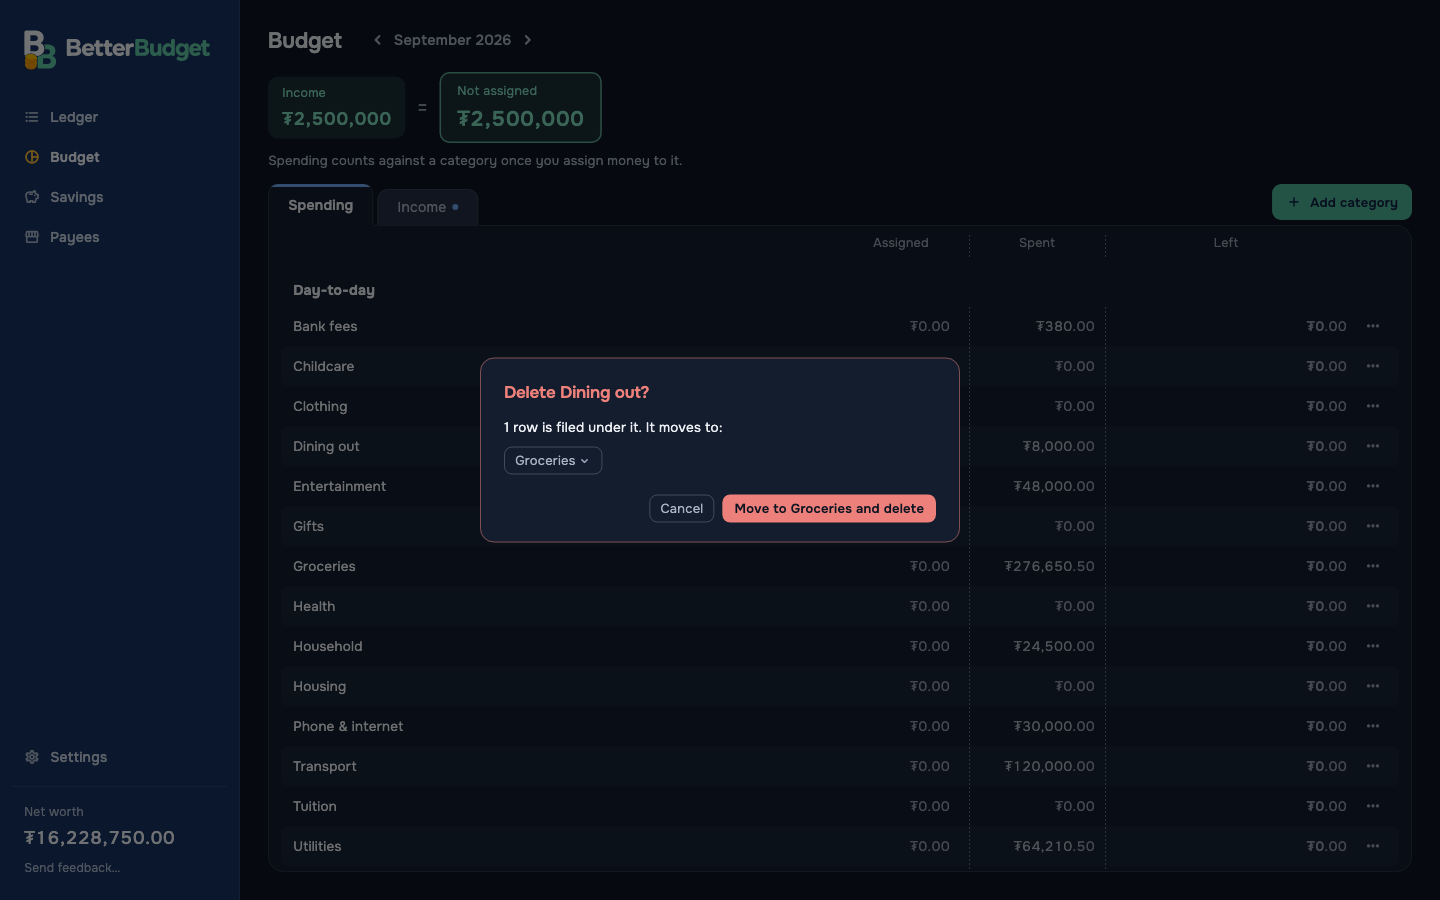 BetterBudget
Ledger
Budget
Savings
Payees
Settings
Net worth
₮16,228,750.00
Send feedback...
Budget
September 2026
Income
₮2,500,000
=
Not assigned
₮2,500,000
Spending counts against a category once you assign money to it.
Spending
Income
+ Add category
Assigned Spent Left
Day-to-day
Bank fees ₮0.00 ₮380.00 ₮0.00
Childcare ₮0.00 ₮0.00
Clothing ₮0.00 ₮0.00
Dining out ₮8,000.00 ₮0.00
Entertainment ₮48,000.00 ₮0.00
Gifts ₮0.00 ₮0.00
Groceries ₮0.00 ₮276,650.50 ₮0.00
Health ₮0.00 ₮0.00 ₮0.00
Household ₮0.00 ₮24,500.00 ₮0.00
Housing ₮0.00 ₮0.00 ₮0.00
Phone & internet ₮0.00 ₮30,000.00 ₮0.00
Transport ₮0.00 ₮120,000.00 ₮0.00
Tuition ₮0.00 ₮0.00 ₮0.00
Utilities ₮0.00 ₮64,210.50 ₮0.00
Delete Dining out?
1 row is filed under it. It moves to:
Groceries
Cancel
Move to Groceries and delete